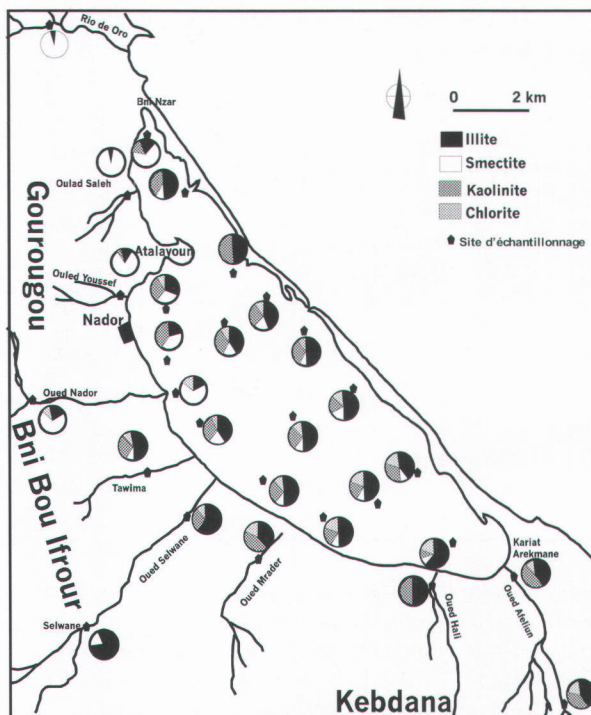 Rio de Oro
Bni Nzar
0 2 km
Illite
Smectite
Kaolinite
Chlorite
Site d'échantillonnage
Oulad Saleh
Gourougou
Atalayoun
Ouled Youssef
Nador
Oued Nador
Bni Bou Ifrour
Tawima
Oued Selwane
Oued Mrader
Selwane
Kariat
Arekmane
Oued Hali
Oued Afeliun
Kebdana